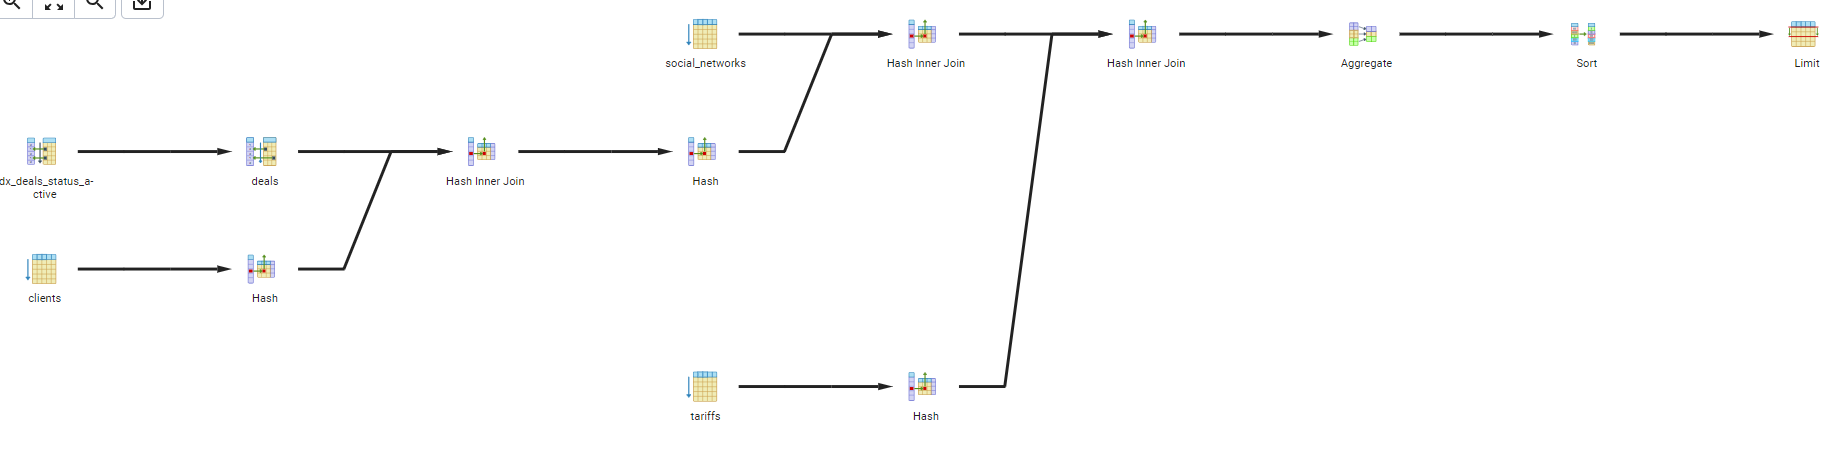 social_networks
Hash Inner Join
Hash Inner Join
Aggregate
Sort
Limit
dx_deals_status_a-
ctive
deals
Hash Inner Join
Hash
clients
Hash
tariffs
Hash